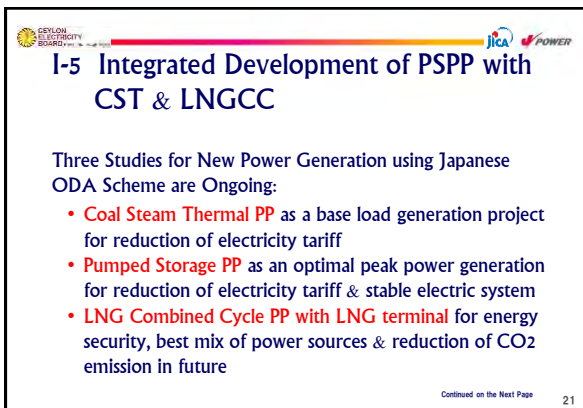 CEYLON
ELECTRICITY
BOARD
JICA POWER
I-5 Integrated Development of PSPP with
CST & LNGCC
Three Studies for New Power Generation using Japanese
ODA Scheme are Ongoing:
• Coal Steam Thermal PP as a base load generation project
for reduction of electricity tariff
• Pumped Storage PP as an optimal peak power generation
for reduction of electricity tariff & stable electric system
• LNG Combined Cycle PP with LNG terminal for energy
security, best mix of power sources & reduction of CO2
emission in future
Continued on the Next Page
21